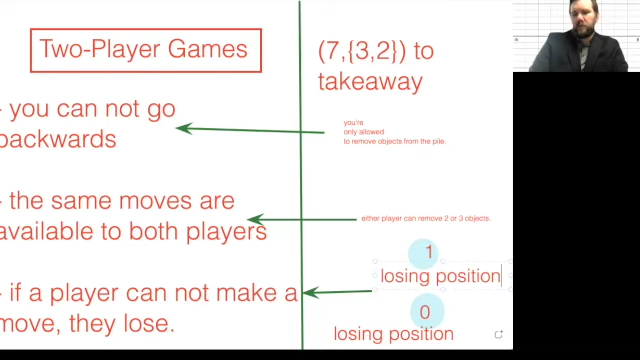 Two-Player Games
- you can not go
backwards
- the same moves are
available to both players
- if a player can not make a
move, they lose.
(7,{3,2}) to
takeaway
you're
only allowed
to remove objects from the pile.
either player can remove 2 or 3 objects.
1
losing position
0
losing position